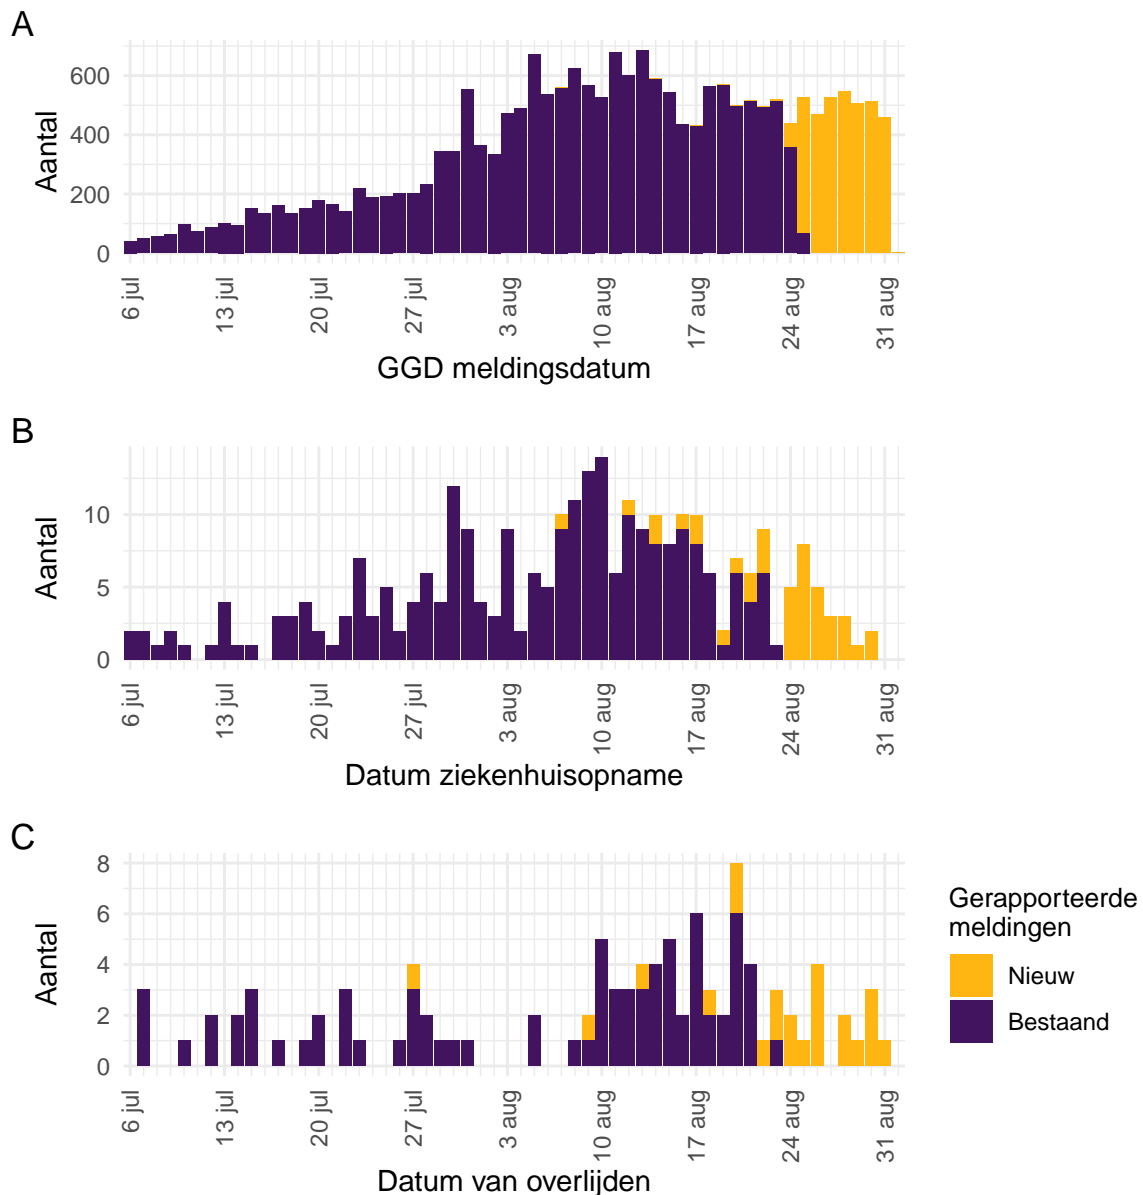 A
600
400
200
0
Aantal
6 jul
13 jul
20 jul
27 jul
3 aug
10 aug
17 aug
24 aug
31 aug
GGD meldingsdatum
B
10
5
0
Aantal
6 jul
13 jul
20 jul
27 jul
3 aug
10 aug
17 aug
24 aug
31 aug
Datum ziekenhuisopname
C
8
6
4
2
0
Aantal
6 jul
13 jul
20 jul
27 jul
3 aug
10 aug
17 aug
24 aug
31 aug
Datum van overlijden
Gerapporteerde
meldingen
Nieuw
Bestaand